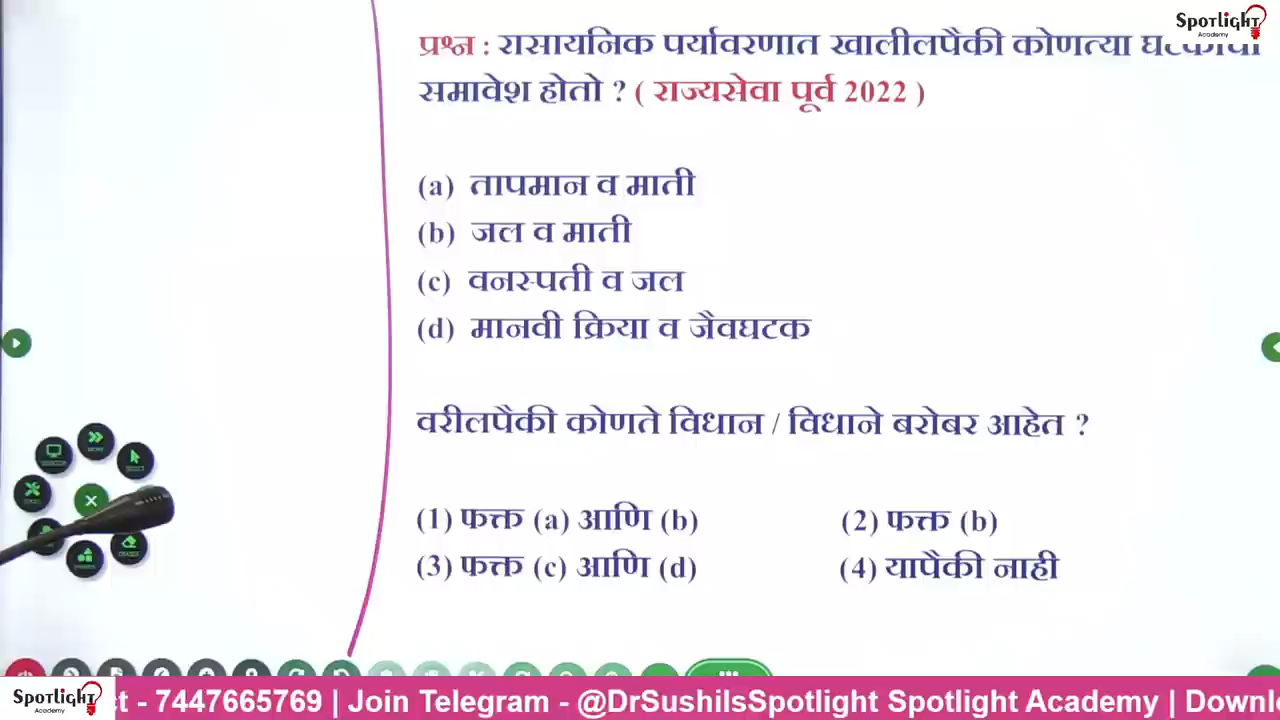 Spotlight
Academy
प्रश्न : रासायनिक पर्यावरणात खालीलपैकी कोणत्या
समावेश होतो ? ( राज्यसेवा पूर्व 2022 )
(a) तापमान व माती
(b) जल व माती
(c) वनस्पती व जल
(d) मानवी क्रिया व जैवघटक
वरीलपैकी कोणते विधान / विधाने बरोबर आहेत ?
(1) फक्त (a) आणि (b) (2) फक्त (b)
(3) फक्त (c) आणि (d) (4) यापैकी नाही
Spotlight
Academy
- 7447665769 | Join Telegram - @DrSushilsSpotlight Spotlight Academy |